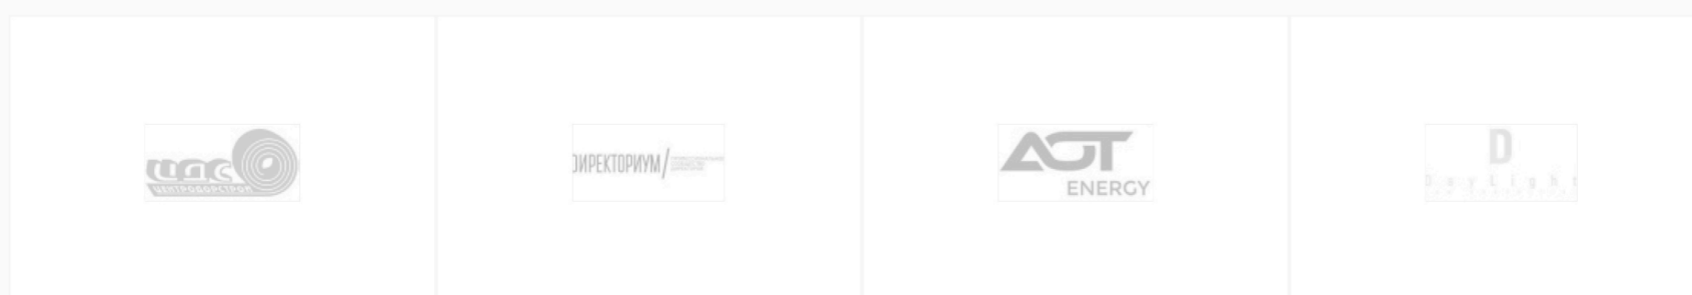 ЦДС
ЦЕНТРОДОРСТРОЙ
ДИРЕКТОРИУМ/
AOT
ENERGY
D
DayLight